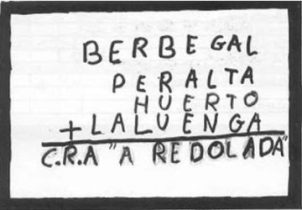 BERBEGAL
PERALTA
HUERTO
+LALUENGA
C.R.A "A REDOLADA"